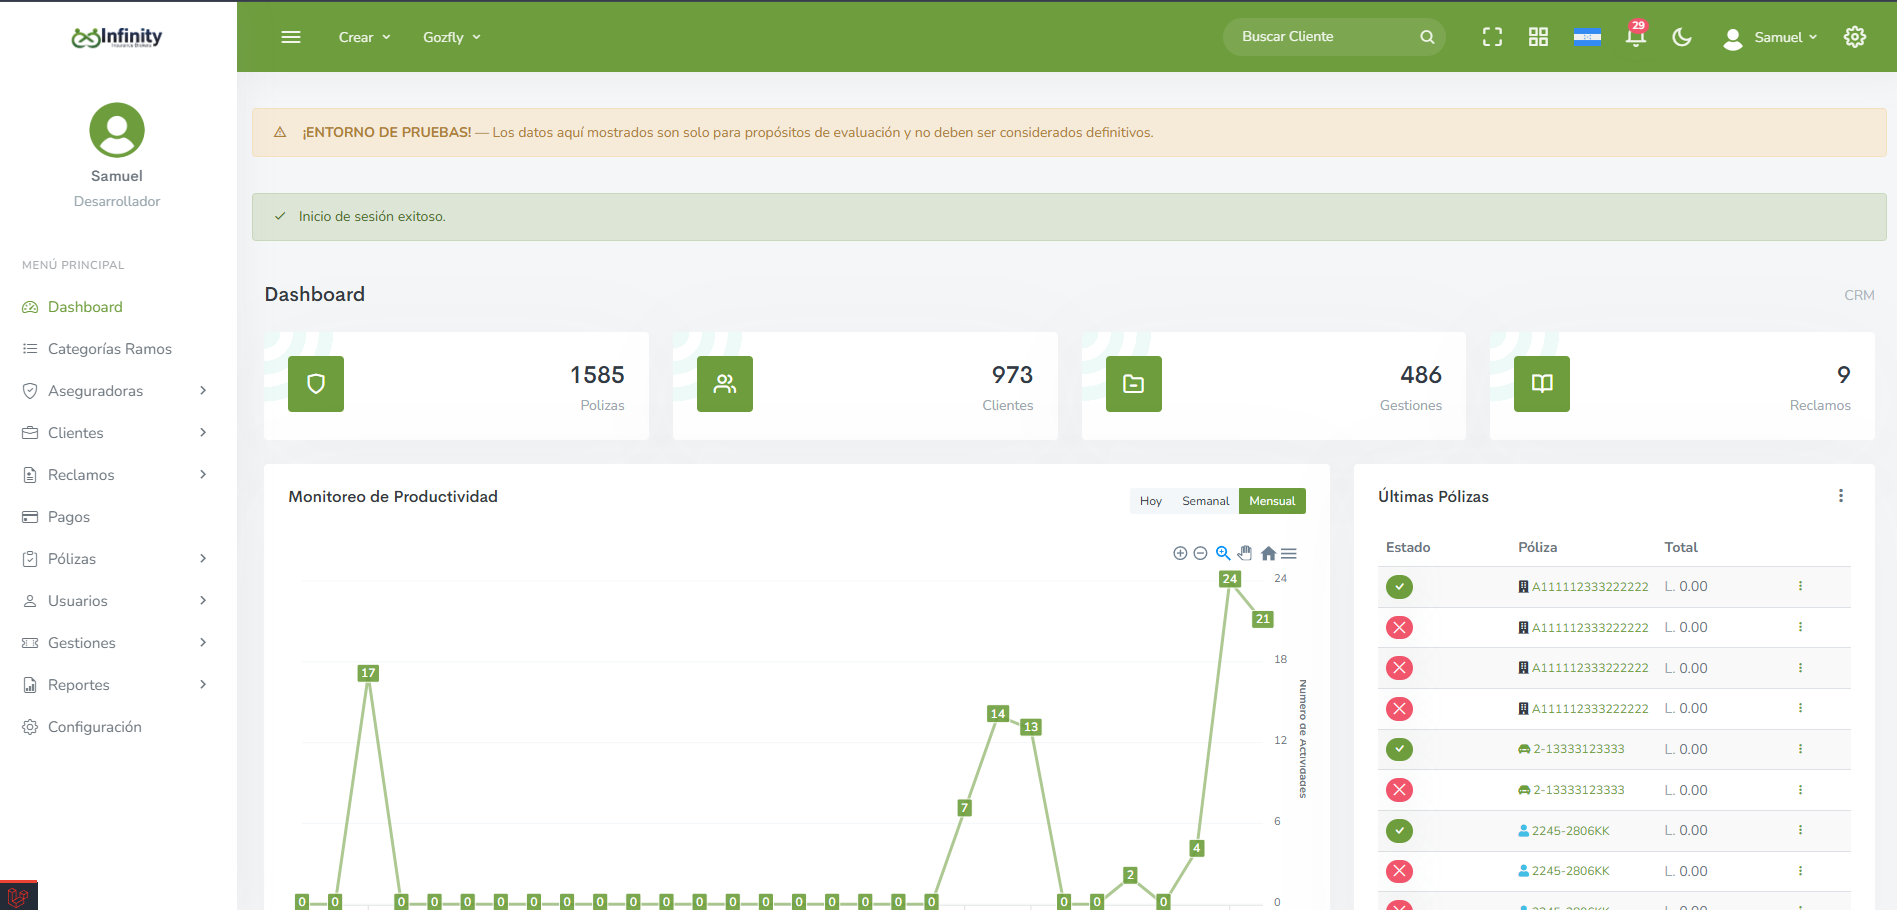 Infinity
Insurance Brokers
Crear
Gozfly
Buscar Cliente
29
Samuel
Samuel
Desarrollador
¡ENTORNO DE PRUEBAS! — Los datos aquí mostrados son solo para propósitos de evaluación y no deben ser considerados definitivos.
Inicio de sesión exitoso.
MENÚ PRINCIPAL
Dashboard
Categorías Ramos
Aseguradoras
Clientes
Reclamos
Pagos
Pólizas
Usuarios
Gestiones
Reportes
Configuración
Dashboard
CRM
1585
Polizas
973
Clientes
486
Gestiones
9
Reclamos
Monitoreo de Productividad
Hoy Semanal Mensual
24
24
21
18
17
14
13
12
7
6
4
2
0 0 0 0 0 0 0 0 0 0 0 0 0 0 0 0 0 0 0 0 0 0 0
Numero de Actividades
Últimas Pólizas
Estado Póliza Total
A111112333222222 L. 0.00
A111112333222222 L. 0.00
A111112333222222 L. 0.00
A111112333222222 L. 0.00
2-13333123333 L. 0.00
2-13333123333 L. 0.00
2245-2806KK L. 0.00
2245-2806KK L. 0.00